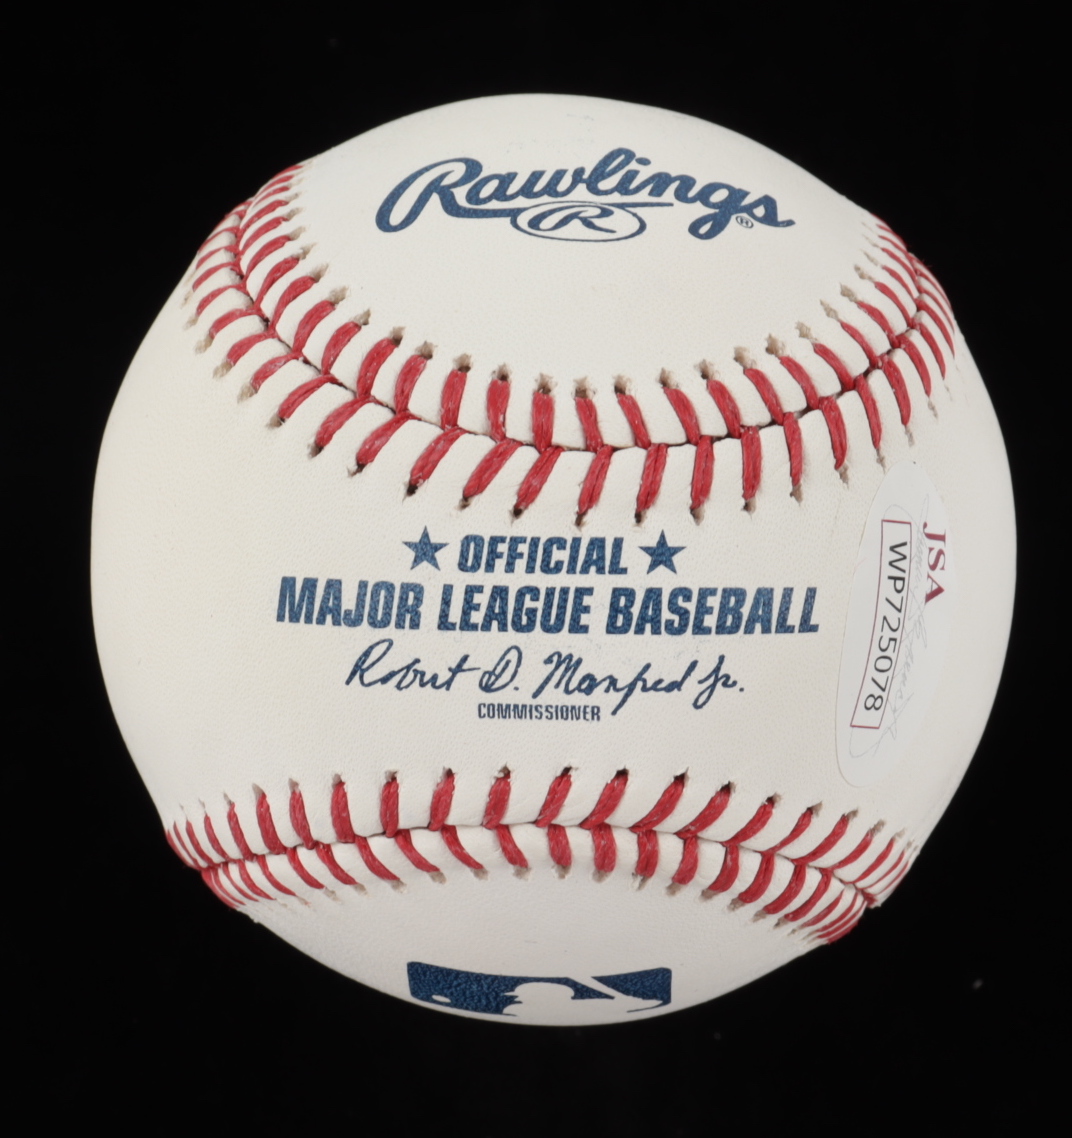 Rawlings®
R
OFFICIAL
MAJOR LEAGUE BASEBALL
Robert D. Manfred Jr.
COMMISSIONER
JSA
WP725078